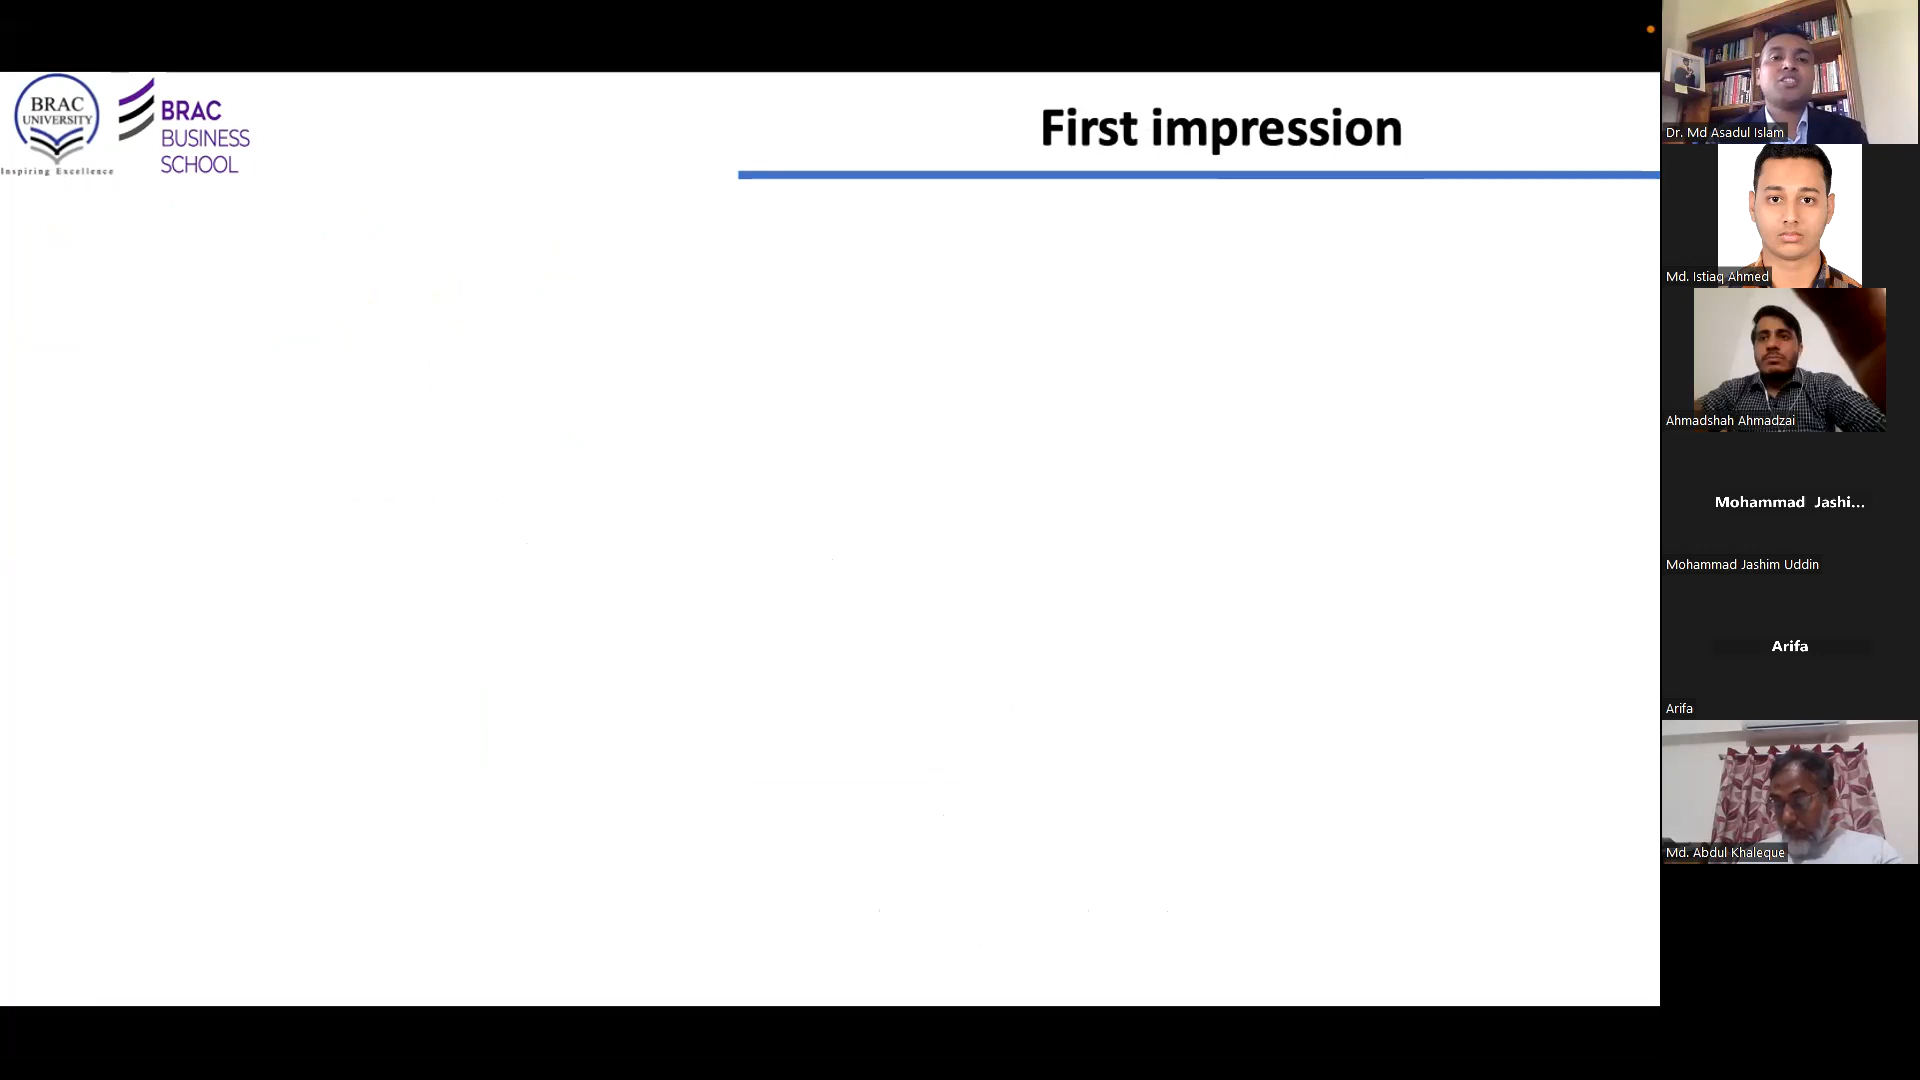 BRAC
UNIVERSITY
Inspiring Excellence
BRAC
BUSINESS
SCHOOL
First impression
Dr. Md Asadul Islam
Md. Istiaq Ahmed
Ahmadshah Ahmadzai
Mohammad Jashi...
Mohammad Jashim Uddin
Arifa
Arifa
Md. Abdul Khaleque